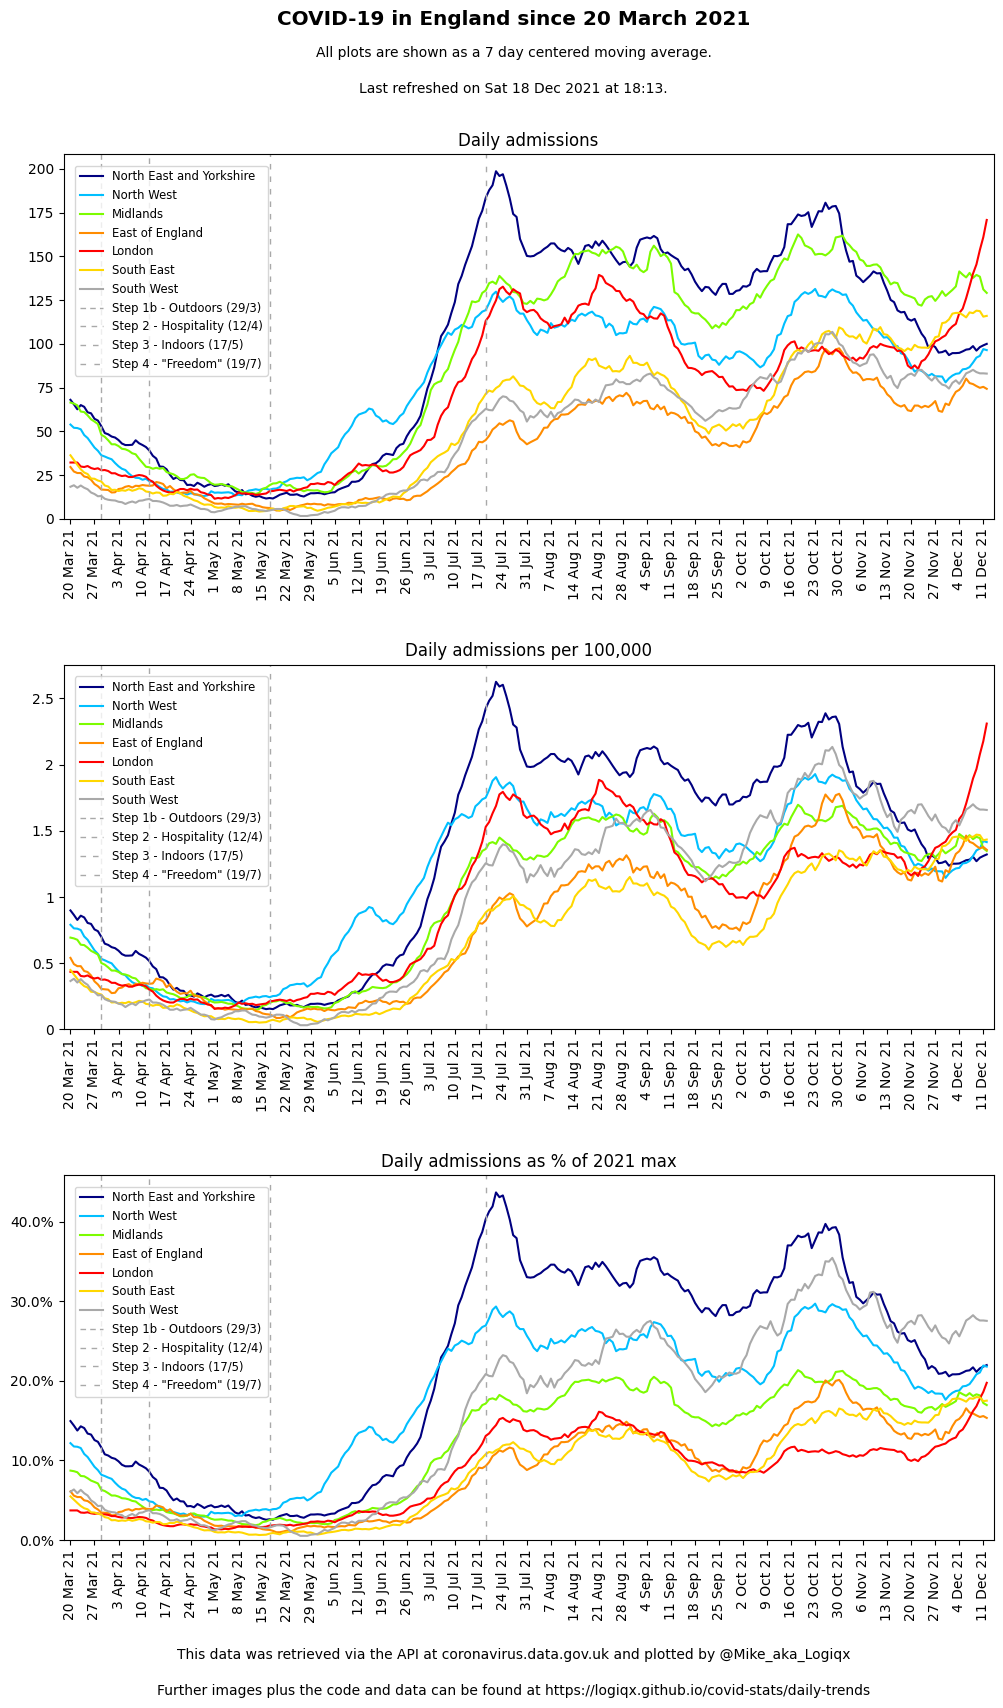 COVID-19 in England since 20 March 2021
All plots are shown as a 7 day centered moving average.
Last refreshed on Sat 18 Dec 2021 at 18:13.
Daily admissions
200
175
150
125
100
75
50
25
0
North East and Yorkshire
North West
Midlands
East of England
London
South East
South West
Step 1b - Outdoors (29/3)
Step 2 - Hospitality (12/4)
Step 3 - Indoors (17/5)
Step 4 - "Freedom" (19/7)
20 Mar 21
27 Mar 21
3 Apr 21
10 Apr 21
17 Apr 21
24 Apr 21
1 May 21
8 May 21
15 May 21
22 May 21
29 May 21
5 Jun 21
12 Jun 21
19 Jun 21
26 Jun 21
3 Jul 21
10 Jul 21
17 Jul 21
24 Jul 21
31 Jul 21
7 Aug 21
14 Aug 21
21 Aug 21
28 Aug 21
4 Sep 21
11 Sep 21
18 Sep 21
25 Sep 21
2 Oct 21
9 Oct 21
16 Oct 21
23 Oct 21
30 Oct 21
6 Nov 21
13 Nov 21
20 Nov 21
27 Nov 21
4 Dec 21
11 Dec 21
Daily admissions per 100,000
2.5
2
1.5
1
0.5
0
North East and Yorkshire
North West
Midlands
East of England
London
South East
South West
Step 1b - Outdoors (29/3)
Step 2 - Hospitality (12/4)
Step 3 - Indoors (17/5)
Step 4 - "Freedom" (19/7)
20 Mar 21
27 Mar 21
3 Apr 21
10 Apr 21
17 Apr 21
24 Apr 21
1 May 21
8 May 21
15 May 21
22 May 21
29 May 21
5 Jun 21
12 Jun 21
19 Jun 21
26 Jun 21
3 Jul 21
10 Jul 21
17 Jul 21
24 Jul 21
31 Jul 21
7 Aug 21
14 Aug 21
21 Aug 21
28 Aug 21
4 Sep 21
11 Sep 21
18 Sep 21
25 Sep 21
2 Oct 21
9 Oct 21
16 Oct 21
23 Oct 21
30 Oct 21
6 Nov 21
13 Nov 21
20 Nov 21
27 Nov 21
4 Dec 21
11 Dec 21
Daily admissions as % of 2021 max
40.0%
30.0%
20.0%
10.0%
0.0%
North East and Yorkshire
North West
Midlands
East of England
London
South East
South West
Step 1b - Outdoors (29/3)
Step 2 - Hospitality (12/4)
Step 3 - Indoors (17/5)
Step 4 - "Freedom" (19/7)
20 Mar 21
27 Mar 21
3 Apr 21
10 Apr 21
17 Apr 21
24 Apr 21
1 May 21
8 May 21
15 May 21
22 May 21
29 May 21
5 Jun 21
12 Jun 21
19 Jun 21
26 Jun 21
3 Jul 21
10 Jul 21
17 Jul 21
24 Jul 21
31 Jul 21
7 Aug 21
14 Aug 21
21 Aug 21
28 Aug 21
4 Sep 21
11 Sep 21
18 Sep 21
25 Sep 21
2 Oct 21
9 Oct 21
16 Oct 21
23 Oct 21
30 Oct 21
6 Nov 21
13 Nov 21
20 Nov 21
27 Nov 21
4 Dec 21
11 Dec 21
This data was retrieved via the API at coronavirus.data.gov.uk and plotted by @Mike_aka_Logiqx
Further images plus the code and data can be found at https://logiqx.github.io/covid-stats/daily-trends